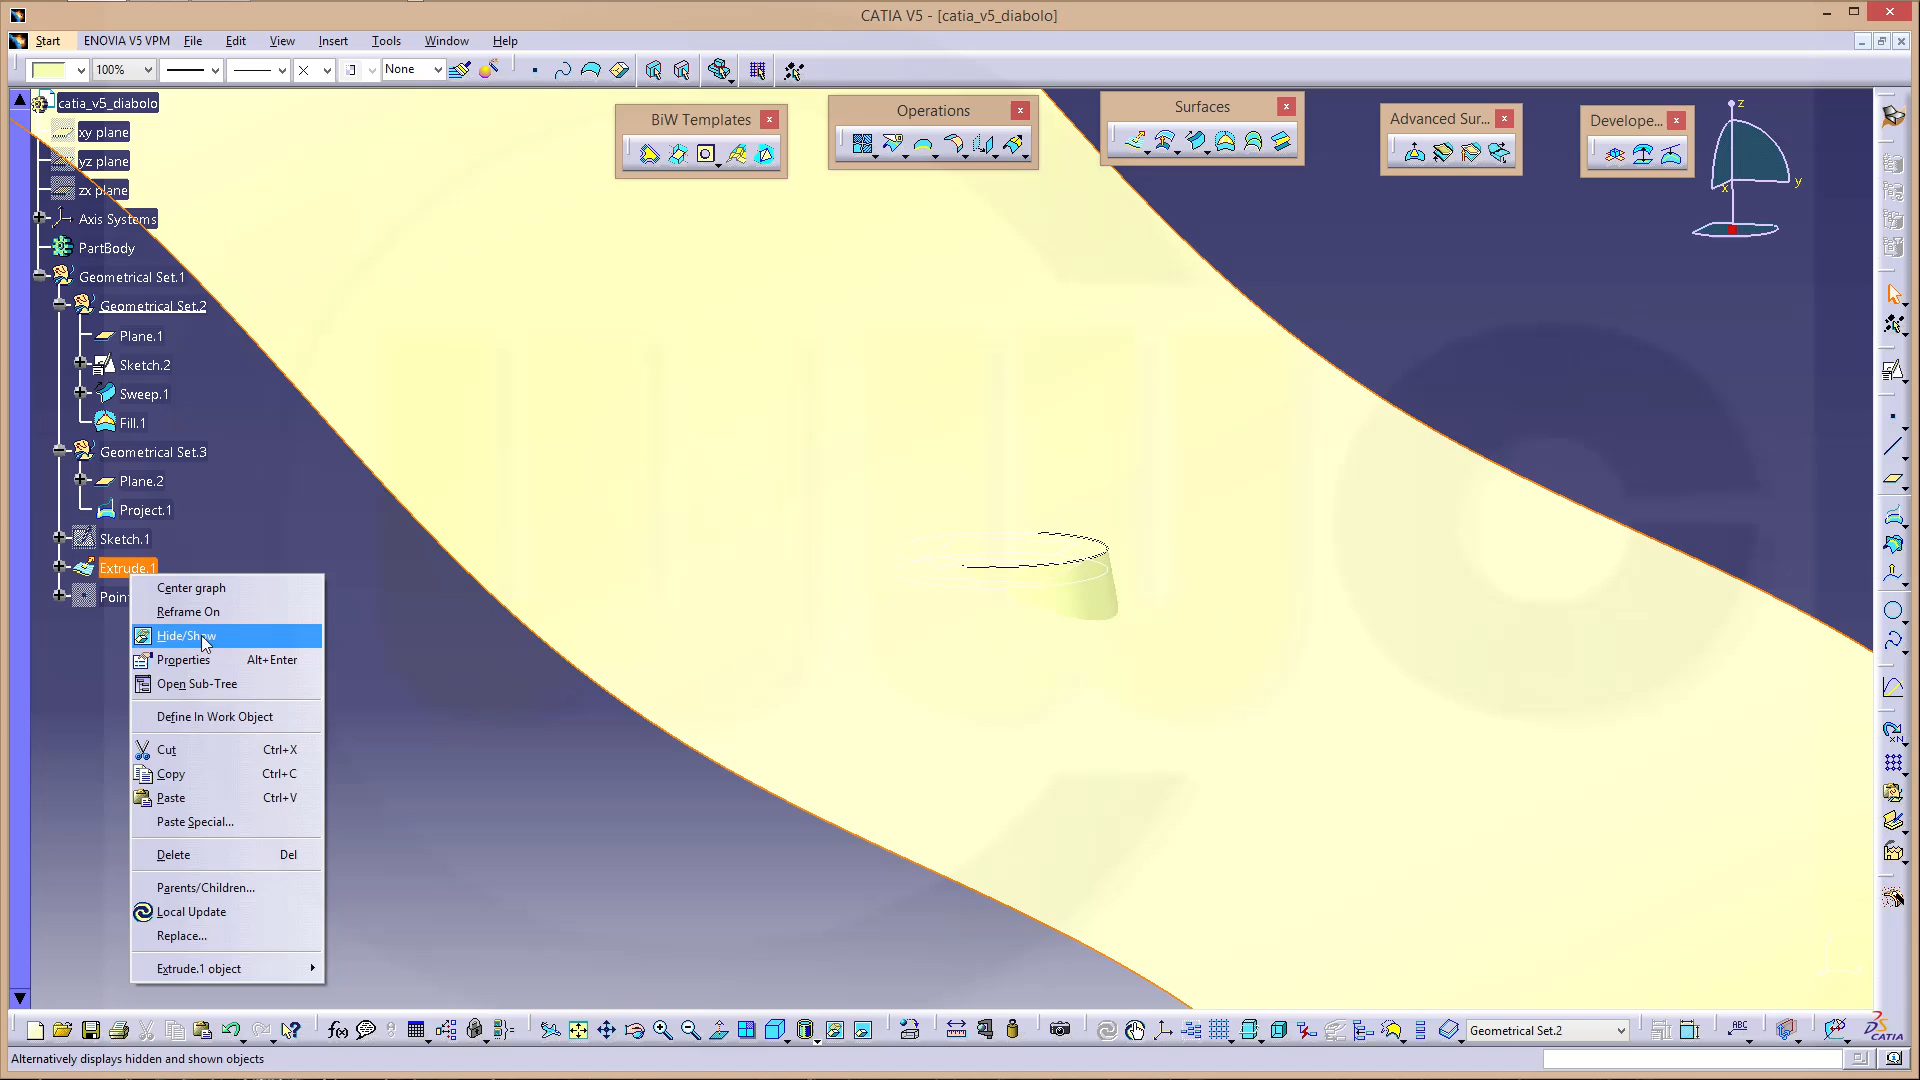 CATIA V5 - [catia_v5_diabolo]
Start ENOVIA V5 VPM File Edit View Insert Tools Window Help
100% None
catia_v5_diabolo
xy plane
yz plane
zx plane
Axis Systems
PartBody
Geometrical Set.1
Geometrical Set.2
Plane.1
Sketch.2
Sweep.1
Fill.1
Geometrical Set.3
Plane.2
Project.1
Sketch.1
Extrude.1
Poin
BiW Templates
Operations
Surfaces
Advanced Sur...
Develope...
z
y
x
Center graph
Reframe On
Hide/Show
Properties Alt+Enter
Open Sub-Tree
Define In Work Object
Cut Ctrl+X
Copy Ctrl+C
Paste Ctrl+V
Paste Special...
Delete Del
Parents/Children...
Local Update
Replace...
Extrude.1 object
f(x)
Geometrical Set.2
ABC
CATIA
Alternatively displays hidden and shown objects